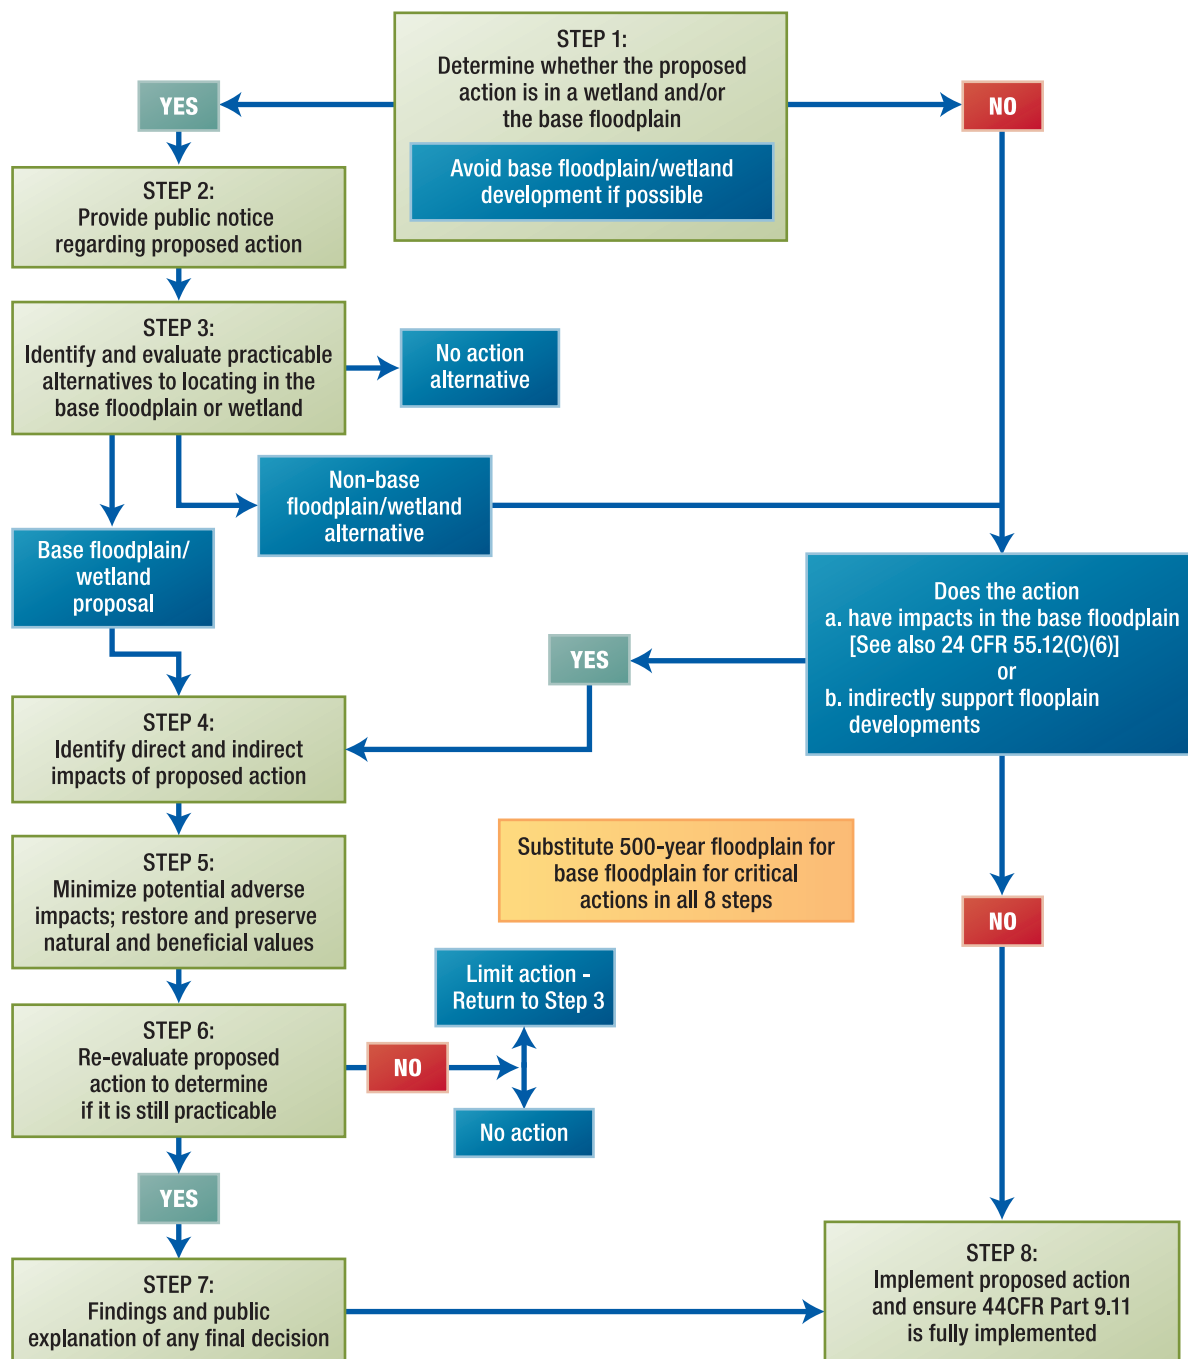 STEP 1:
Determine whether the proposed
action is in a wetland and/or
the base floodplain
Avoid base floodplain/wetland
development if possible
YES
NO
STEP 2:
Provide public notice
regarding proposed action
STEP 3:
Identify and evaluate practicable
alternatives to locating in the
base floodplain or wetland
No action
alternative
Non-base
floodplain/wetland
alternative
Base floodplain/
wetland
proposal
Does the action
a. have impacts in the base floodplain
[See also 24 CFR 55.12(C)(6)]
or
b. indirectly support flooplain
developments
YES
STEP 4:
Identify direct and indirect
impacts of proposed action
STEP 5:
Minimize potential adverse
impacts; restore and preserve
natural and beneficial values
Substitute 500-year floodplain for
base floodplain for critical
actions in all 8 steps
NO
Limit action -
Return to Step 3
STEP 6:
Re-evaluate proposed
action to determine
if it is still practicable
NO
No action
YES
STEP 7:
Findings and public
explanation of any final decision
STEP 8:
Implement proposed action
and ensure 44CFR Part 9.11
is fully implemented